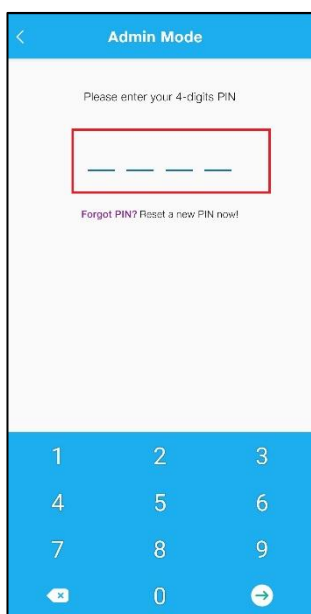 Admin Mode
Please enter your 4-digits PIN
Forgot PIN? Reset a new PIN now!
1 2 3
4 5 6
7 8 9
0